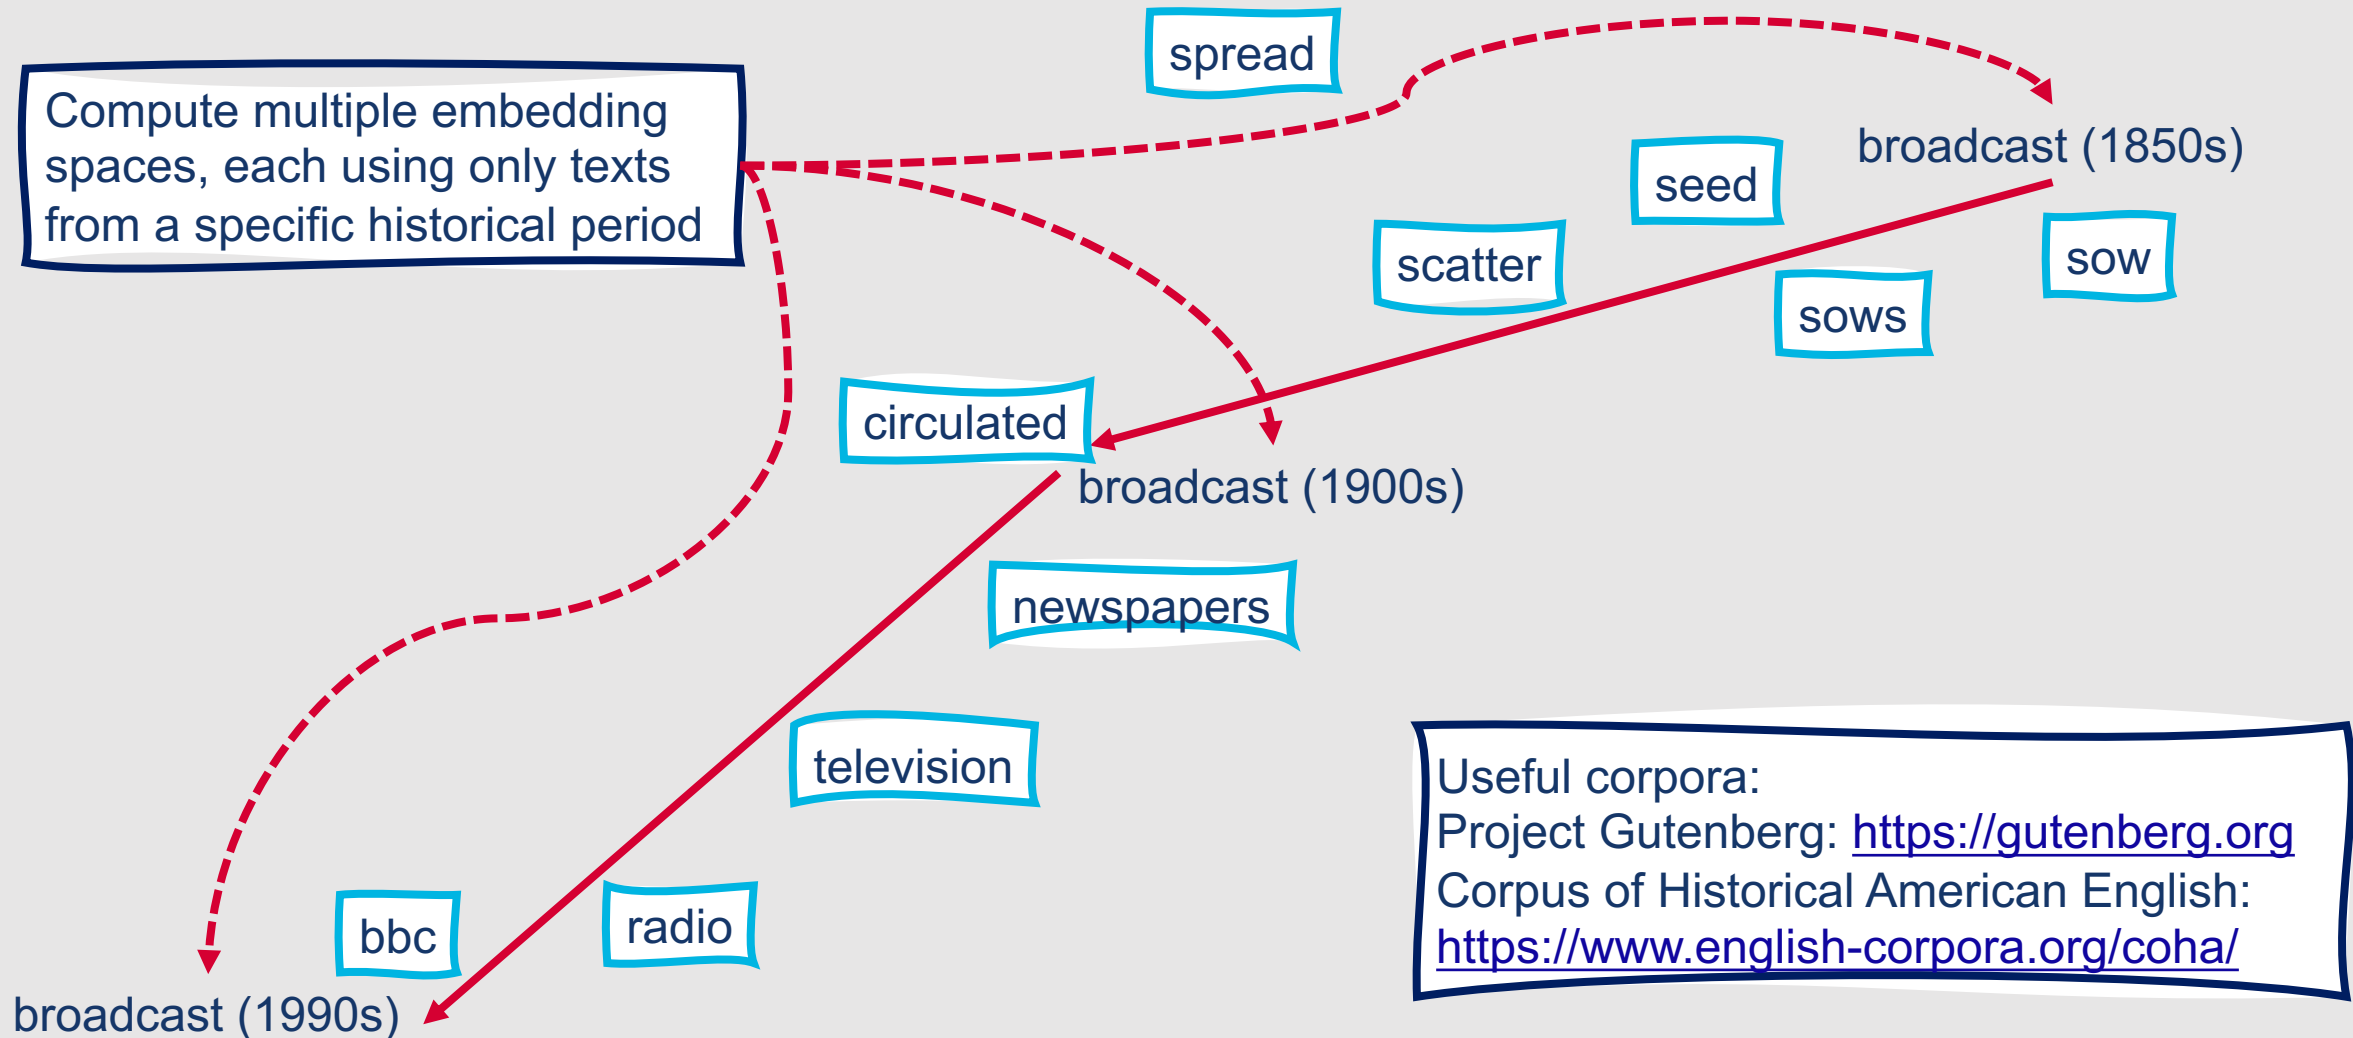 spread
Compute multiple embedding
spaces, each using only texts
from a specific historical period
broadcast (1850s)
seed
scatter
sow
sows
circulated
broadcast (1900s)
newspapers
television
Useful corpora:
Project Gutenberg: https://gutenberg.org
Corpus of Historical American English:
https://www.english-corpora.org/coha/
bbc
radio
broadcast (1990s)